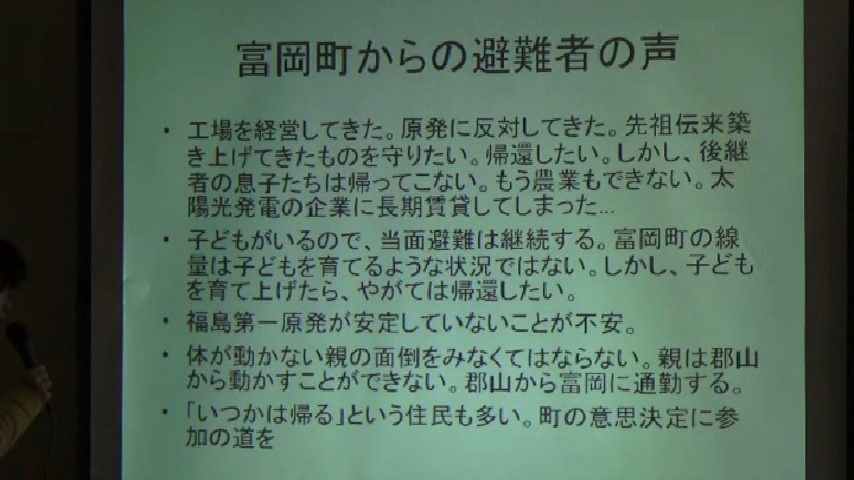 富岡町からの避難者の声
• 工場を経営してきた。原発に反対してきた。先祖伝来築
き上げてきたものを守りたい。帰還したい。しかし、後継
者の息子たちは帰ってこない。もう農業もできない。太
陽光発電の企業に長期賃貸してしまった…
• 子どもがいるので、当面避難は継続する。富岡町の線
量は子どもを育てるような状況ではない。しかし、子ども
を育て上げたら、やがては帰還したい。
• 福島第一原発が安定していないことが不安。
• 体が動かない親の面倒をみなくてはならない。親は郡山
から動かすことができない。郡山から富岡に通勤する。
• 「いつかは帰る」という住民も多い。町の意思決定に参
加の道を